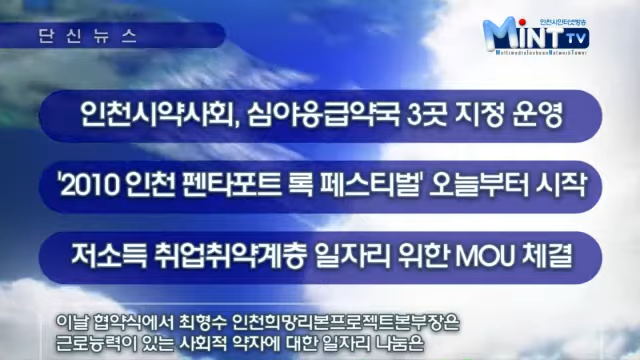 단신뉴스
인천시인터넷방송
MiNT TV
Multimedia Incheon Network Tower
인천시약사회, 심야응급약국 3곳 지정 운영
'2010 인천 펜타포트 록 페스티벌' 오늘부터 시작
저소득 취업취약계층 일자리 위한 MOU 체결
이날 협약식에서 최형수 인천희망리본프로젝트본부장은
근로능력이 있는 사회적 약자에 대한 일자리 나눔은